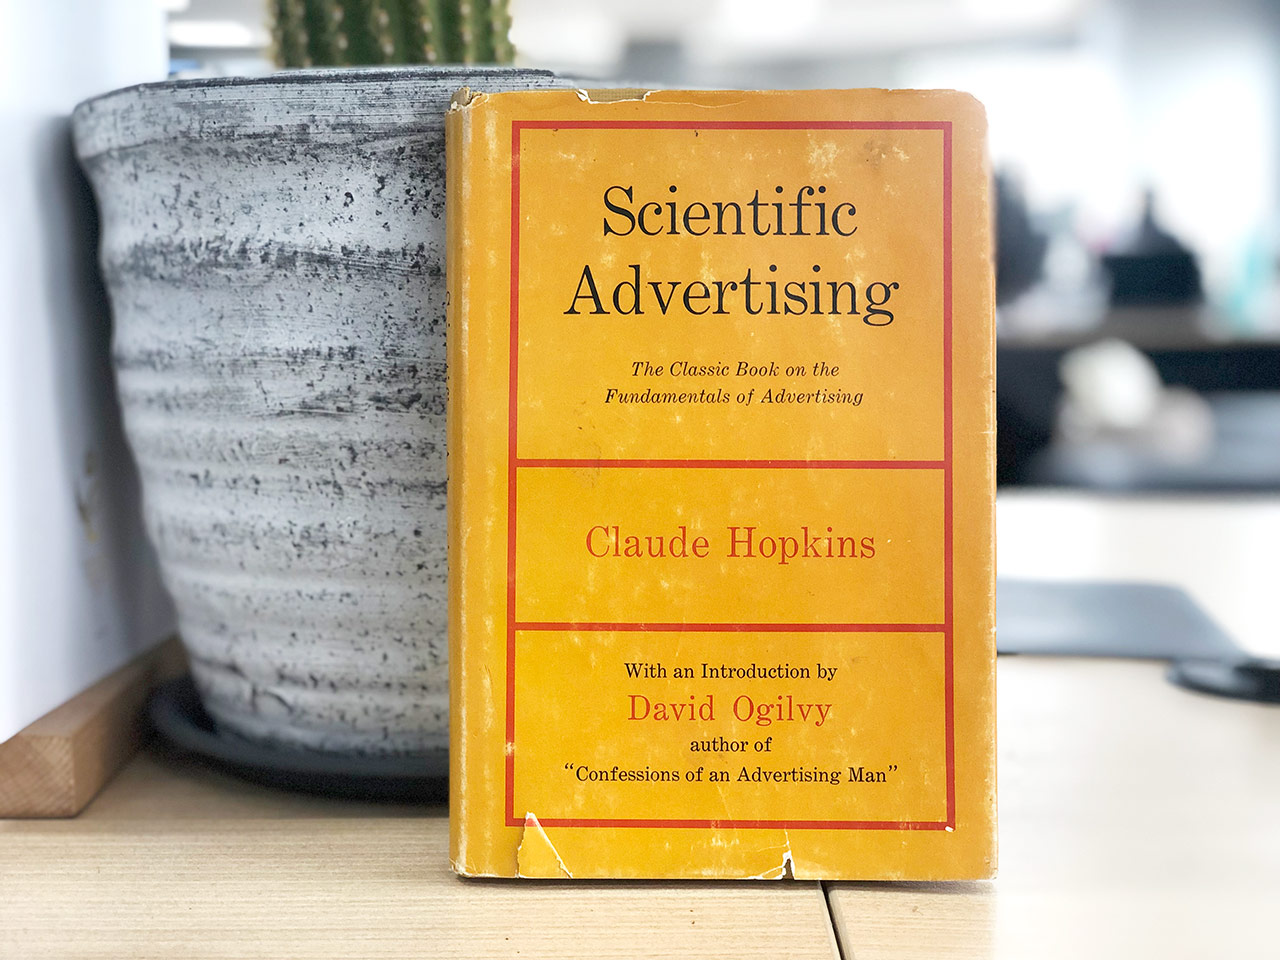 Scientific
Advertising
The Classic Book on the
Fundamentals of Advertising
Claude Hopkins
With an Introduction by
David Ogilvy
author of
“Confessions of an Advertising Man”